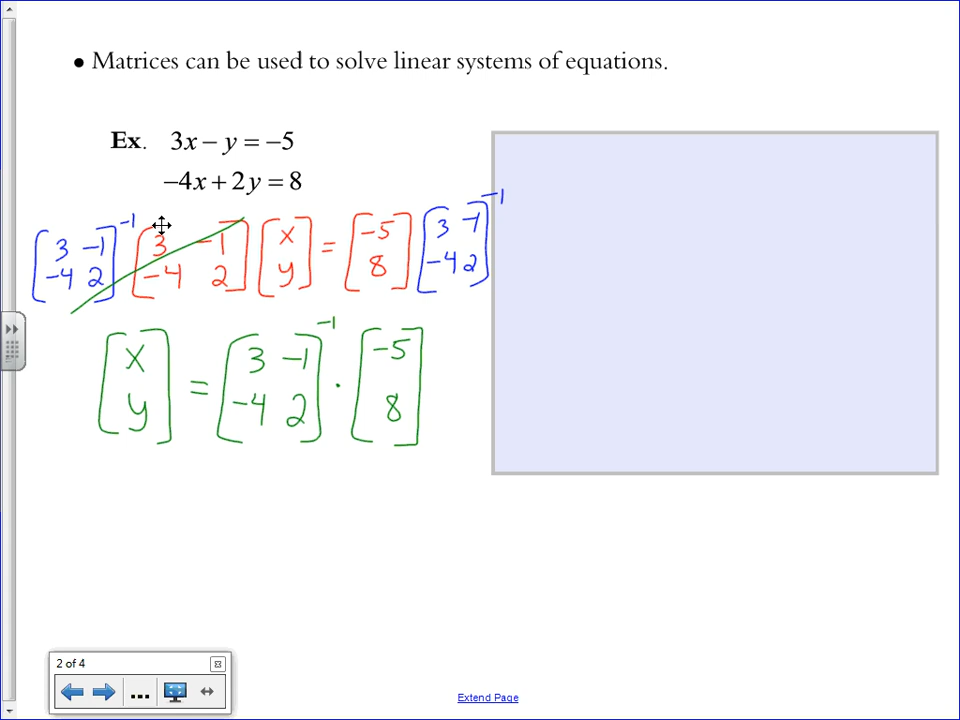 • Matrices can be used to solve linear systems of equations.
Ex. 3x − y = −5
−4x + 2y = 8
[3 −1; −4 2]⁻¹ [3 −1; −4 2] [x; y] = [−5; 8] [3 −1; −4 2]⁻¹
[x; y] = [3 −1; −4 2]⁻¹ · [−5; 8]
2 of 4
...
Extend Page